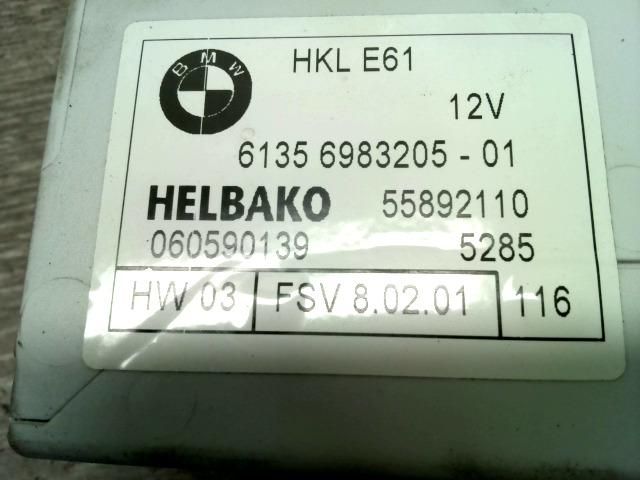 BMW
HKL E61
12V
6135 6983205 - 01
HELBAKO 55892110
060590139 5285
HW 03 FSV 8.02.01 116